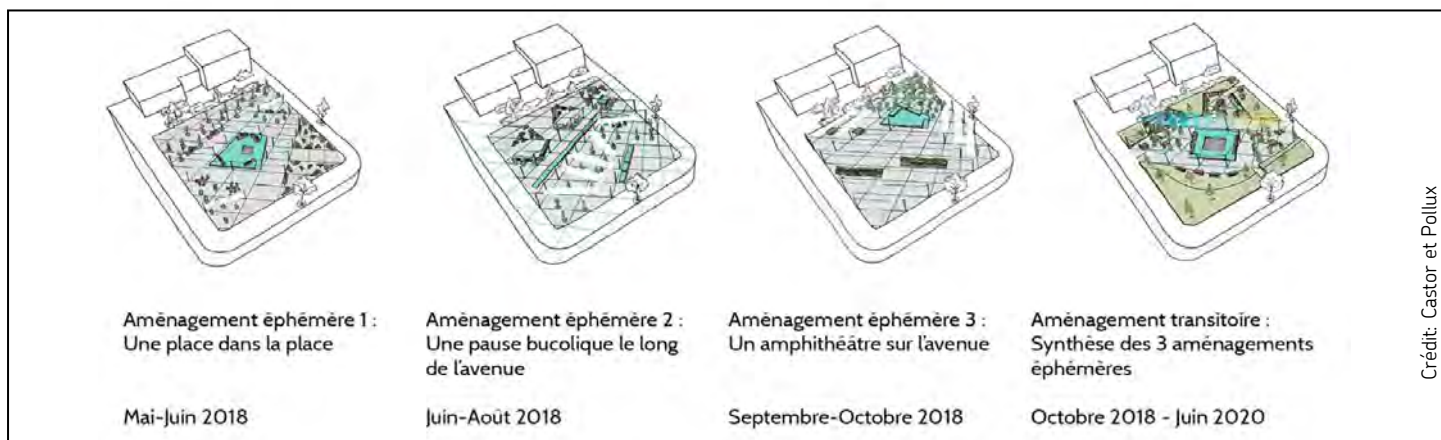 Aménagement éphémère 1 :
Une place dans la place
Mai-Juin 2018
Aménagement éphémère 2 :
Une pause bucolique le long
de l'avenue
Juin-Août 2018
Aménagement éphémère 3 :
Un amphithéâtre sur l'avenue
Septembre-Octobre 2018
Aménagement transitoire :
Synthèse des 3 aménagements
éphémères
Octobre 2018 - Juin 2020
Crédit: Castor et Pollux